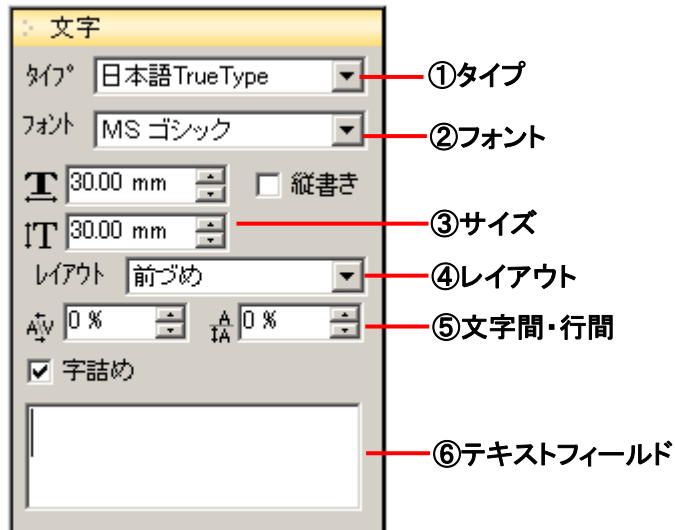 文字
タイプ 日本語TrueType ①タイプ
フォント MS ゴシック ②フォント
T 30.00 mm 縦書き
T 30.00 mm ③サイズ
レイアウト 前づめ ④レイアウト
AV 0 % AA 0 % ⑤文字間・行間
字詰め
⑥テキストフィールド